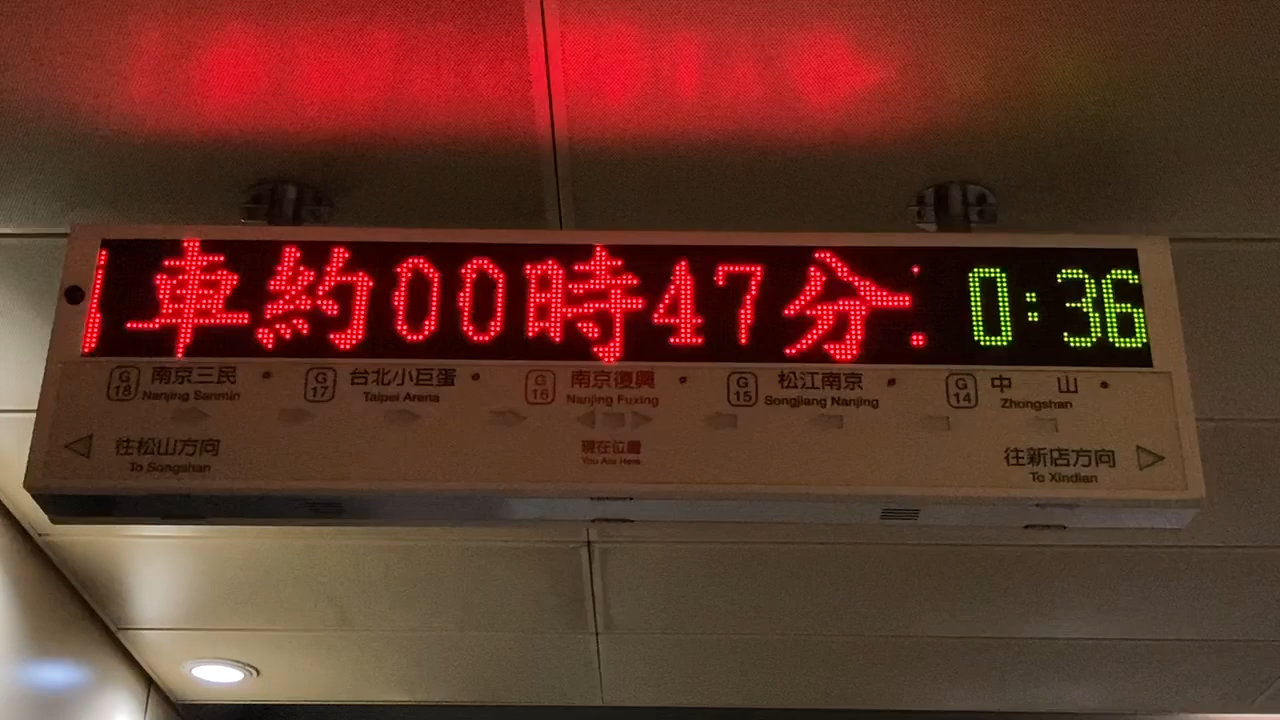 車約00時47分 0:36
G18 南京三民 Nanjing Sanmin
G17 台北小巨蛋 Taipei Arena
G16 南京復興 Nanjing Fuxing
G15 松江南京 Songjiang Nanjing
G14 中 山 Zhongshan
往松山方向
To Songshan
現在位置
You Are Here
往新店方向
To Xindian